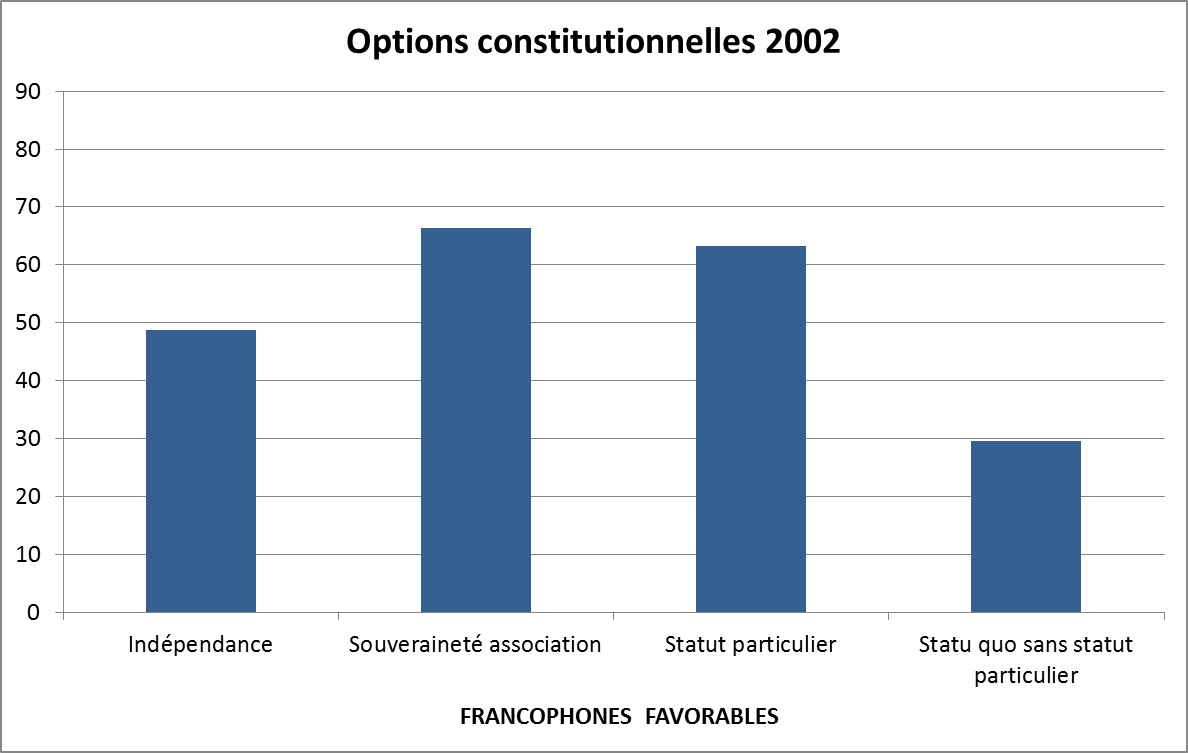 Options constitutionnelles 2002
90
80
70
60
50
40
30
20
10
0
Indépendance
Souveraineté association
Statut particulier
Statu quo sans statut
particulier
FRANCOPHONES FAVORABLES